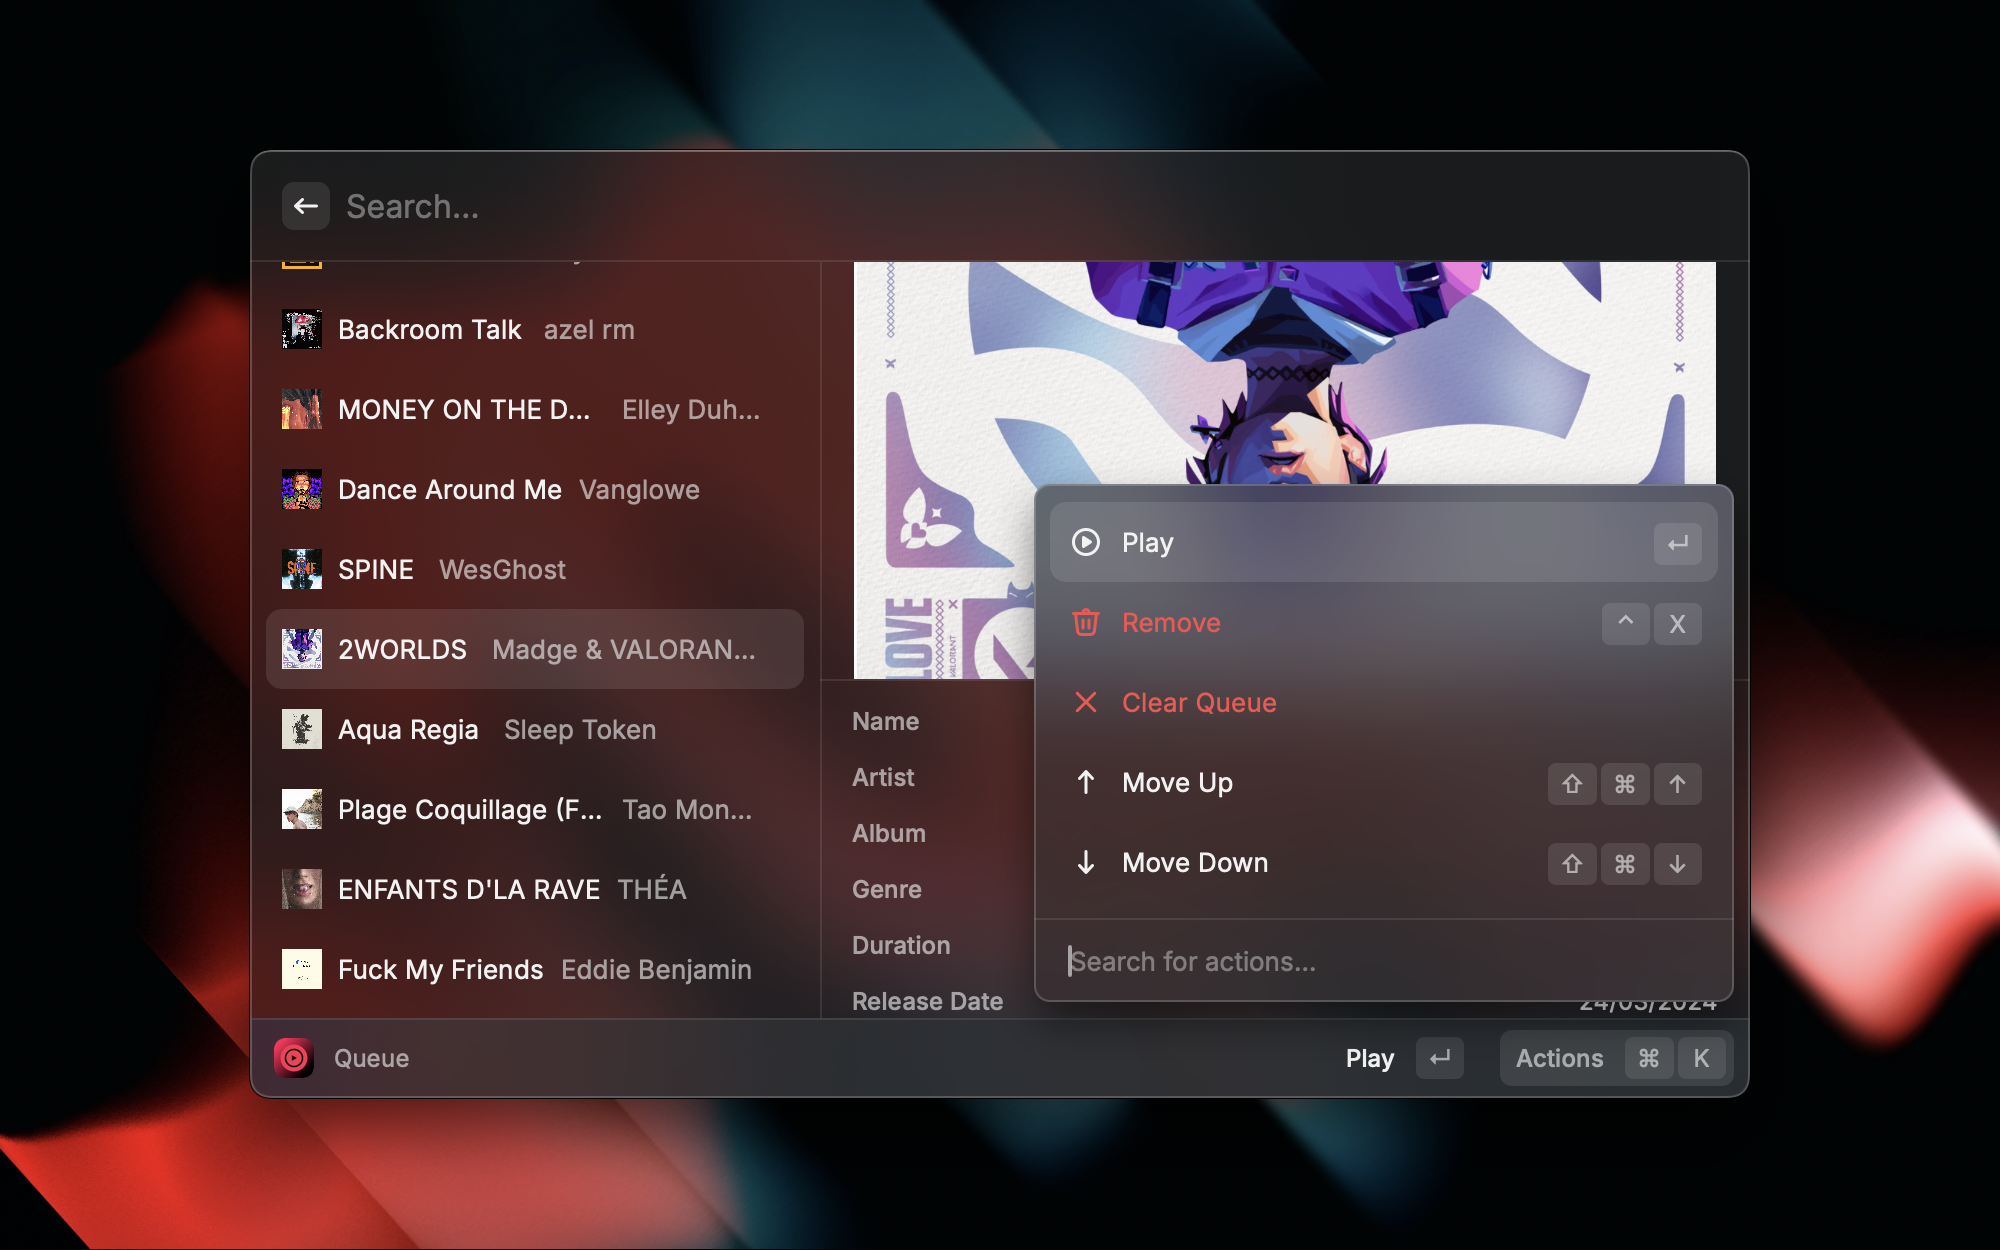 Search...
Backroom Talk azel rm
MONEY ON THE D... Elley Duh...
Dance Around Me Vanglowe
SPINE WesGhost
2WORLDS Madge & VALORAN...
Aqua Regia Sleep Token
Plage Coquillage (F... Tao Mon...
ENFANTS D'LA RAVE THÉA
Fuck My Friends Eddie Benjamin
LOVE
VALORANT
Name
Artist
Album
Genre
Duration
Release Date 24/03/2024
Play ↵
Remove ^ X
Clear Queue
Move Up ⇧ ⌘ ↑
Move Down ⇧ ⌘ ↓
Search for actions...
Queue
Play ↵ Actions ⌘ K